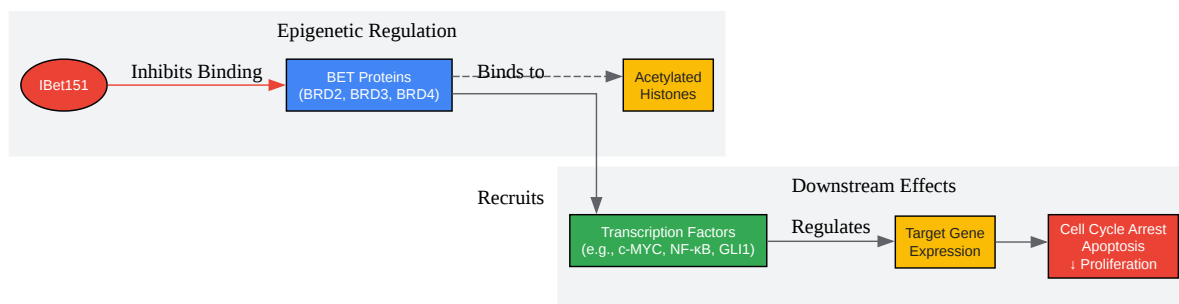 Epigenetic Regulation
IBet151
Inhibits Binding
BET Proteins
(BRD2, BRD3, BRD4)
Binds to
Acetylated
Histones
Recruits
Downstream Effects
Transcription Factors
(e.g., c-MYC, NF-κB, GLI1)
Regulates
Target Gene
Expression
Cell Cycle Arrest
Apoptosis
↓ Proliferation